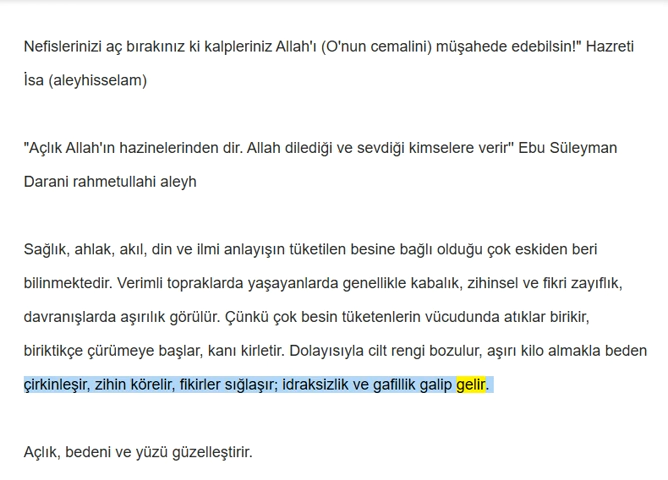 Nefislerinizi aç bırakınız ki kalpleriniz Allah'ı (O'nun cemalini) müşahede edebilsin!" Hazreti
İsa (aleyhisselam)
"Açlık Allah'ın hazinelerinden dir. Allah dilediği ve sevdiği kimselere verir" Ebu Süleyman
Darani rahmetullahi aleyh
Sağlık, ahlak, akıl, din ve ilmi anlayışın tüketilen besine bağlı olduğu çok eskiden beri
bilinmektedir. Verimli topraklarda yaşayanlarda genellikle kabalık, zihinsel ve fikri zayıflık,
davranışlarda aşırılık görülür. Çünkü çok besin tüketenlerin vücudunda atıklar birikir,
biriktikçe çürümeye başlar, kanı kirletir. Dolayısıyla cilt rengi bozulur, aşırı kilo almakla beden
çirkinleşir, zihin körelir, fikirler sığlaşır; idraksizlik ve gafillik galip gelir.
Açlık, bedeni ve yüzü güzelleştirir.